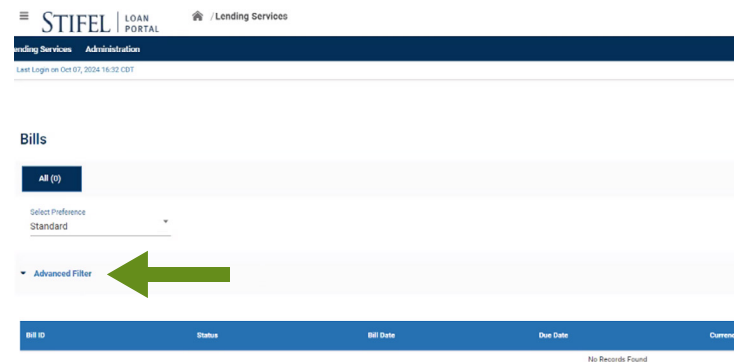 STIFEL | LOAN PORTAL
/Lending Services
ending Services Administration
Last Login on Oct 07, 2024 16:32 CDT
Bills
All (0)
Select Preference
Standard
Advanced Filter
Bill ID Status Bill Date Due Date Curren
No Records Found